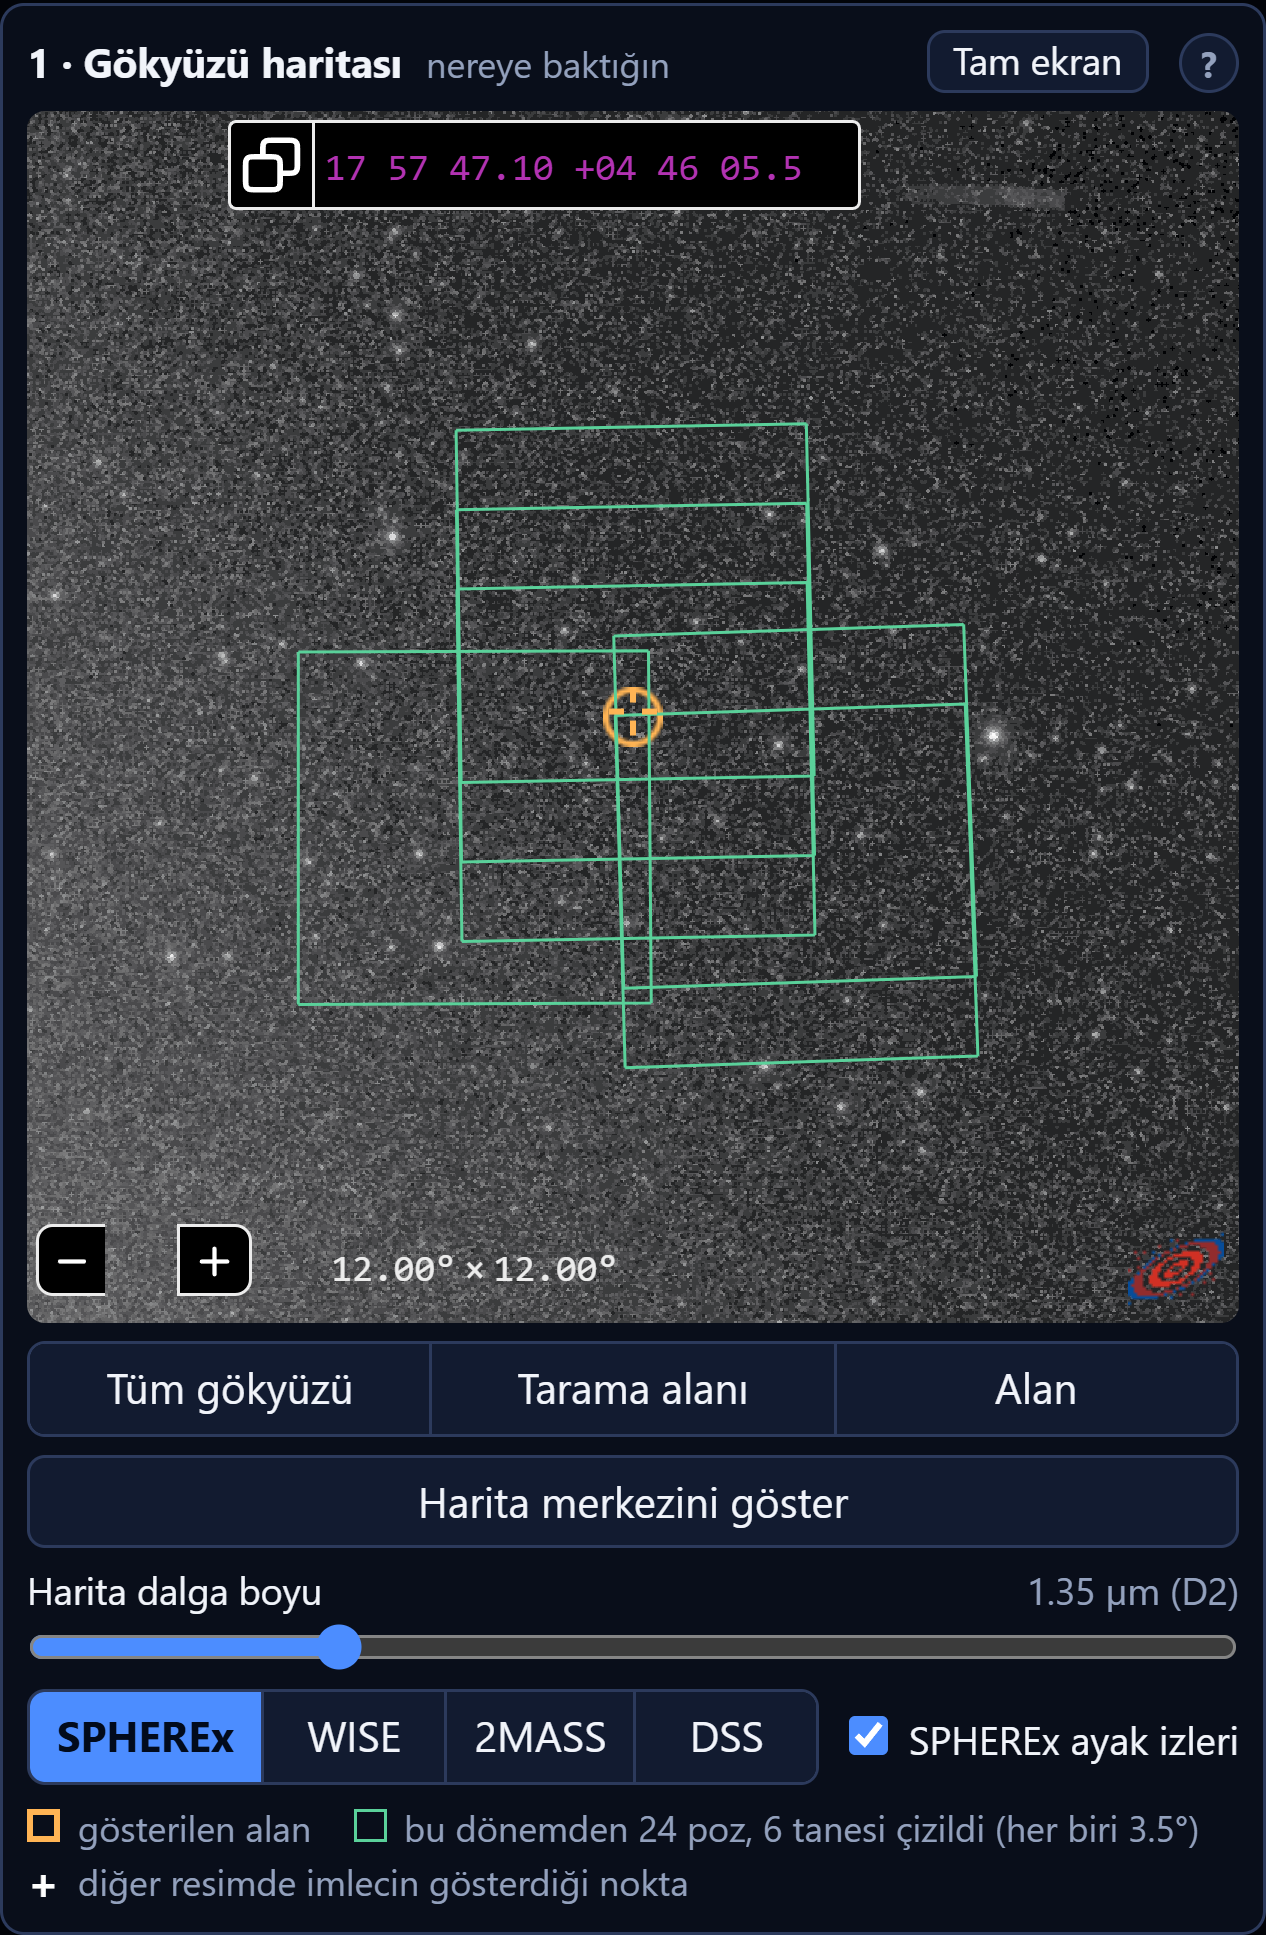 1 · Gökyüzü haritası nereye baktığın
Tam ekran
?
17 57 47.10 +04 46 05.5
12.00° × 12.00°
Tüm gökyüzü
Tarama alanı
Alan
Harita merkezini göster
Harita dalga boyu
1.35 µm (D2)
SPHEREx
WISE
2MASS
DSS
SPHEREx ayak izleri
gösterilen alan
bu dönemden 24 poz, 6 tanesi çizildi (her biri 3.5°)
diğer resimde imlecin gösterdiği nokta